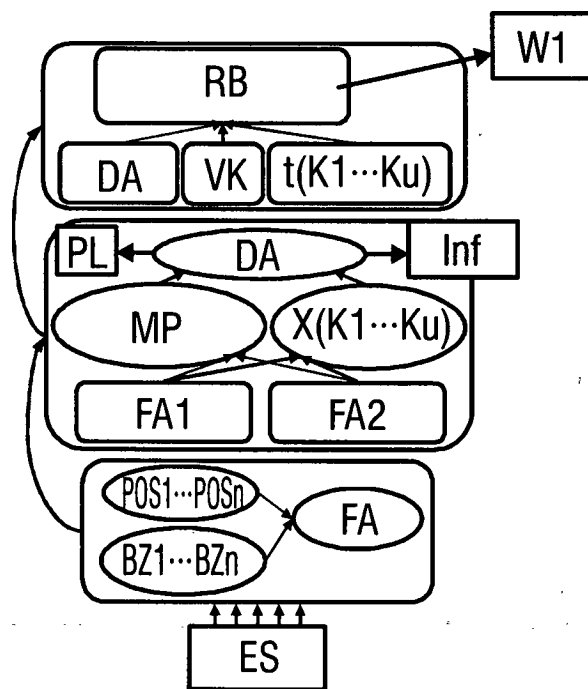 W1
RB
DA VK t(K1···Ku)
PL DA Inf
MP X(K1···Ku)
FA1 FA2
POS1···POSn
FA
BZ1···BZn
ES